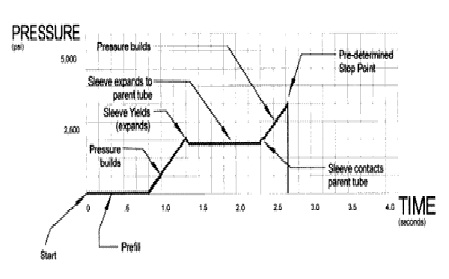 PRESSURE
(psi)
Pressure builds
5,000
Pre-determined
Stop Point
Sleeve expands to
parent tube
Sleeve Yields
(expands)
2,500
Pressure
builds
Sleeve contacts
parent tube
0 .5 1.0 1.5 2.0 2.5 3.0 3.5 4.0 TIME
(seconds)
Start
Prefill